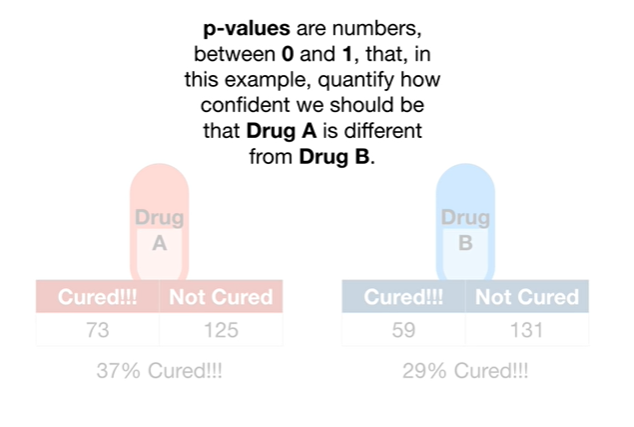 p-values are numbers,
between 0 and 1, that, in
this example, quantify how
confident we should be
that Drug A is different
from Drug B.
Drug
A
Drug
B
Cured!!! Not Cured
73 125
37% Cured!!!
Cured!!! Not Cured
59 131
29% Cured!!!